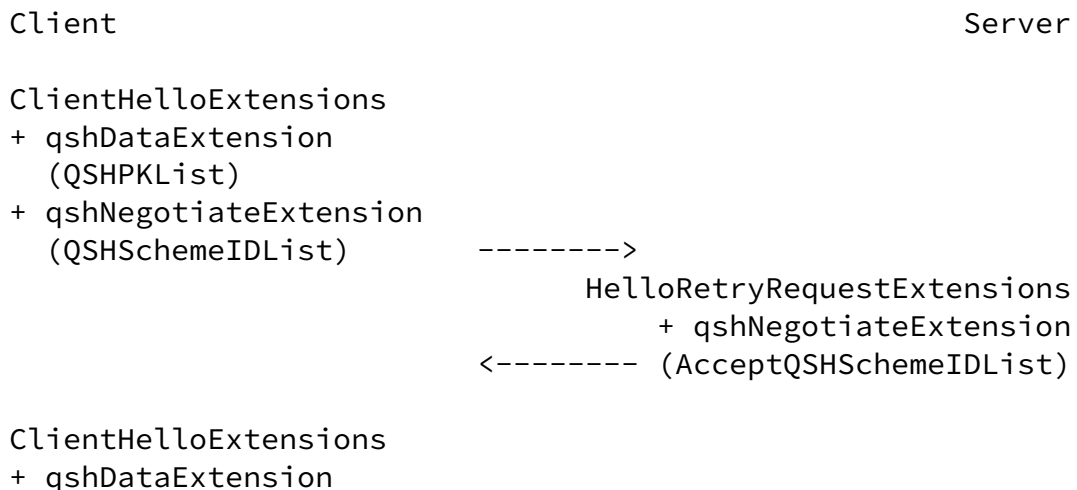 Client                                           Server

ClientHelloExtensions
+ qshDataExtension
  (QSHPKList)
+ qshNegotiateExtension
  (QSHSchemeIDList)      -------->
                               HelloRetryRequestExtensions
                                   + qshNegotiateExtension
                         <-------- (AcceptQSHSchemeIDList)

ClientHelloExtensions
+ qshDataExtension